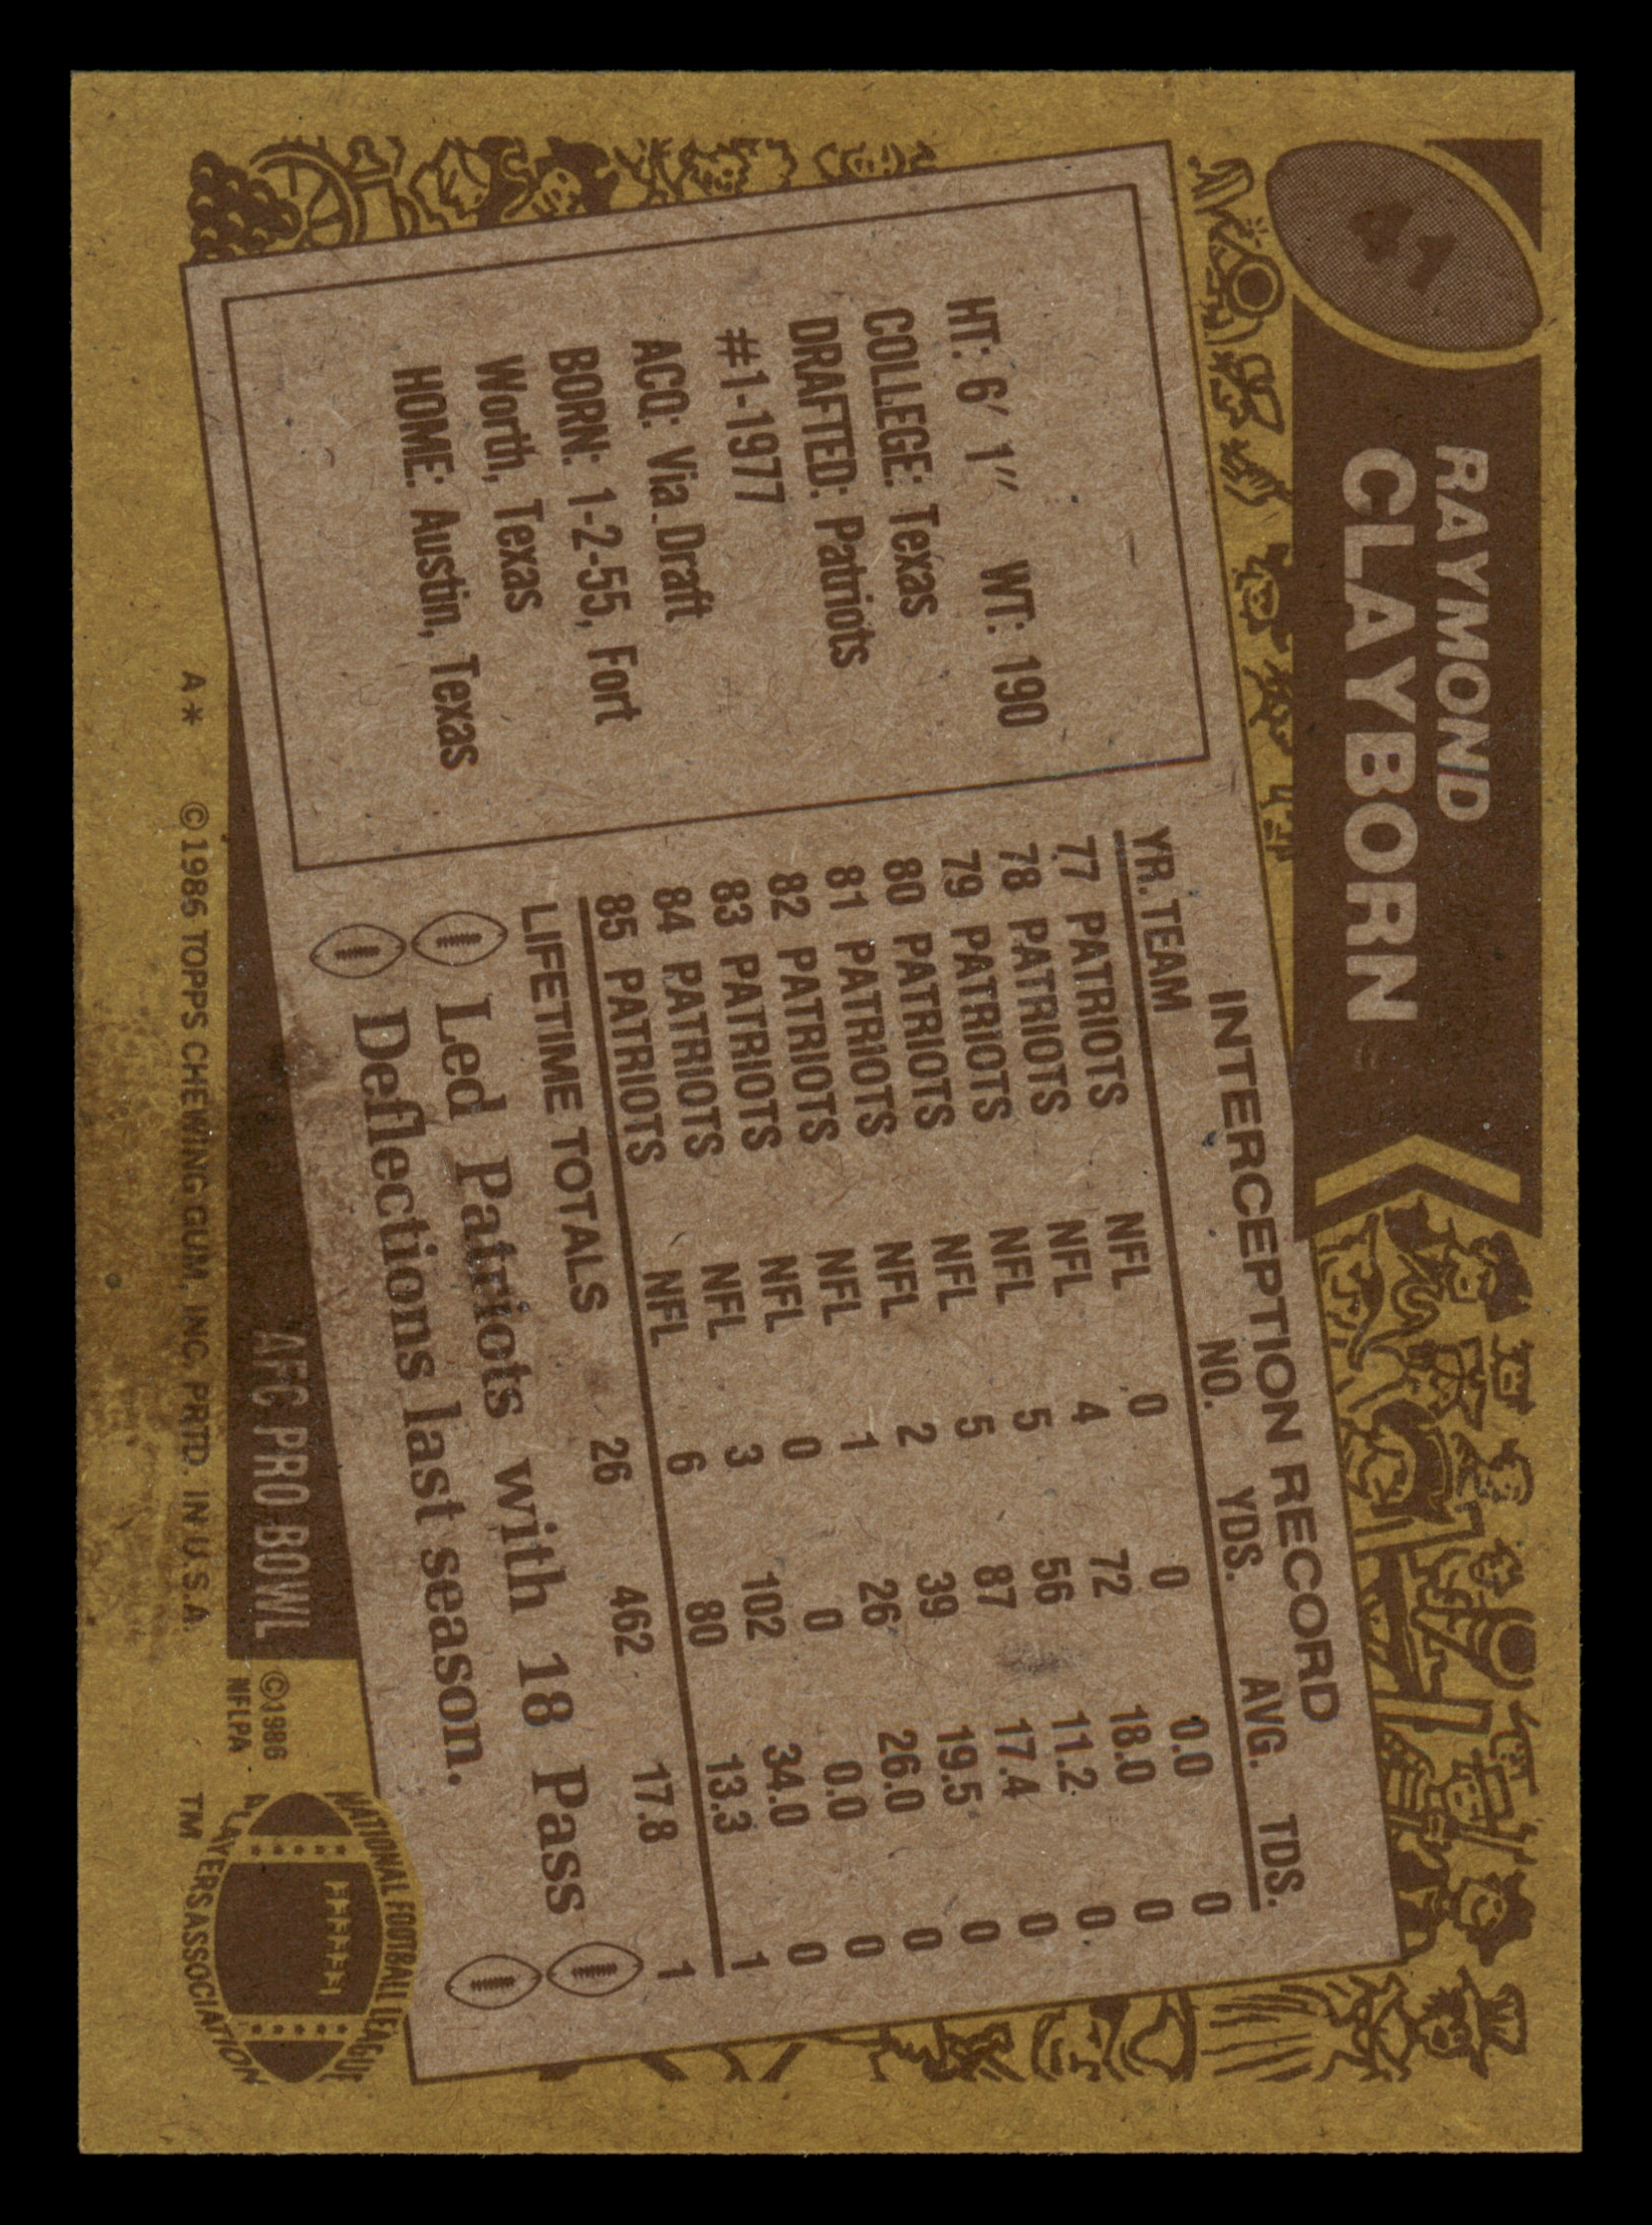 41
RAYMOND
CLAYBORN
HT: 6' 1" WT: 190
COLLEGE: Texas
DRAFTED: Patriots
#1-1977
ACQ: Via Draft
BORN: 1-2-55, Fort
Worth, Texas
HOME: Austin, Texas
INTERCEPTION RECORD
YR. TEAM NO. YDS. AVG. TDS.
77 PATRIOTS NFL 0 0 0.0 0
78 PATRIOTS NFL 4 72 18.0 0
79 PATRIOTS NFL 5 56 11.2 0
80 PATRIOTS NFL 5 87 17.4 0
81 PATRIOTS NFL 2 39 19.5 0
82 PATRIOTS NFL 1 26 26.0 0
83 PATRIOTS NFL 0 0 0.0 0
84 PATRIOTS NFL 3 102 34.0 0
85 PATRIOTS NFL 6 80 13.3 1
LIFETIME TOTALS 26 462 17.8 1
Led Patriots with 18 Pass
Deflections last season.
AFC PRO BOWL
©1986
NFLPA
NATIONAL FOOTBALL LEAGUE
PLAYERS ASSOCIATION
TM
A* ©1986 TOPPS CHEWING GUM, INC. PRTD. IN U.S.A.